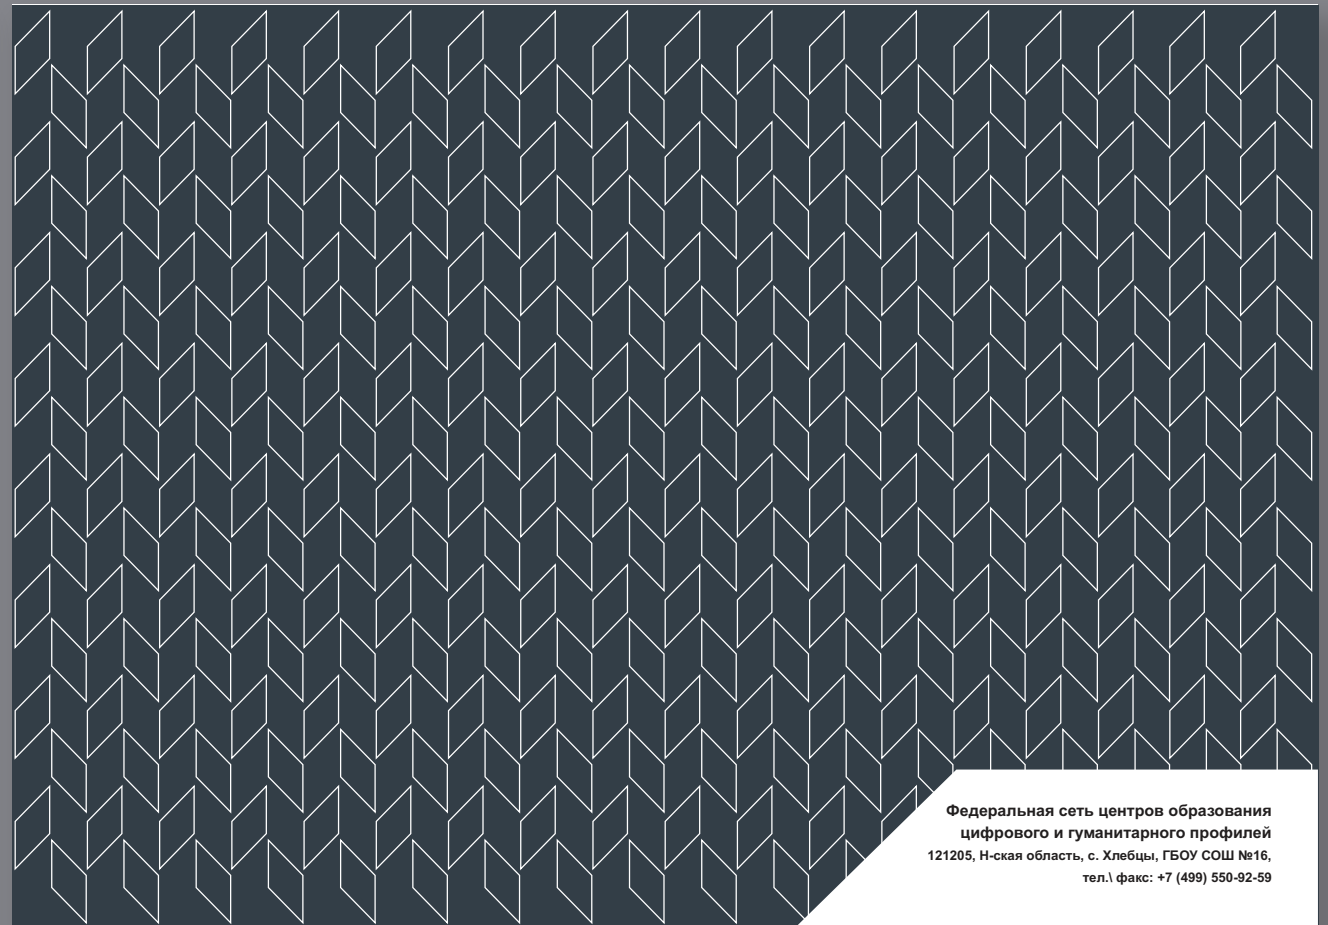 Федеральная сеть центров образования
цифрового и гуманитарного профилей
121205, Н-ская область, с. Хлебцы, ГБОУ СОШ №16,
тел.\ факс: +7 (499) 550-92-59